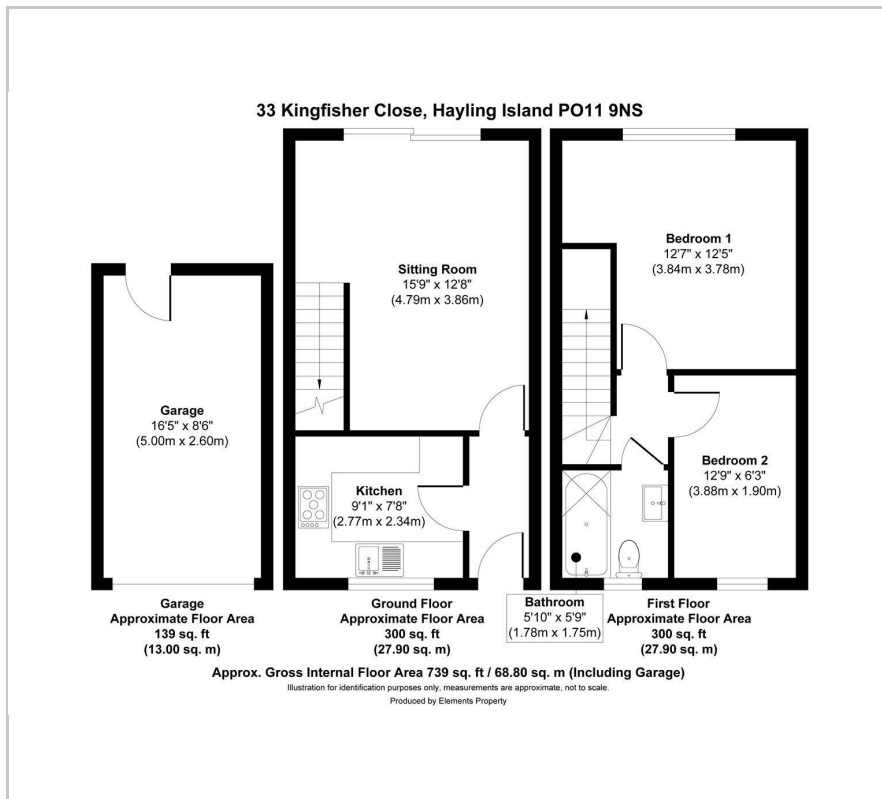 33 Kingfisher Close, Hayling Island PO11 9NS
Garage
16'5" x 8'6"
(5.00m x 2.60m)
Sitting Room
15'9" x 12'8"
(4.79m x 3.86m)
Kitchen
9'1" x 7'8"
(2.77m x 2.34m)
Bedroom 1
12'7" x 12'5"
(3.84m x 3.78m)
Bedroom 2
12'9" x 6'3"
(3.88m x 1.90m)
Bathroom
5'10" x 5'9"
(1.78m x 1.75m)
Garage
Approximate Floor Area
139 sq. ft
(13.00 sq. m)
Ground Floor
Approximate Floor Area
300 sq. ft
(27.90 sq. m)
First Floor
Approximate Floor Area
300 sq. ft
(27.90 sq. m)
Approx. Gross Internal Floor Area 739 sq. ft / 68.80 sq. m (Including Garage)
Illustration for identification purposes only, measurements are approximate, not to scale.
Produced by Elements Property